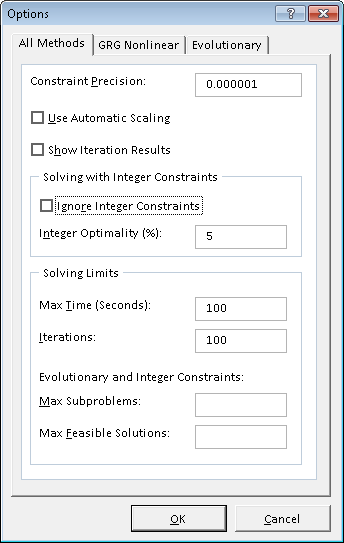 Options
All Methods GRG Nonlinear Evolutionary
Constraint Precision: 0.000001
Use Automatic Scaling
Show Iteration Results
Solving with Integer Constraints
Ignore Integer Constraints
Integer Optimality (%): 5
Solving Limits
Max Time (Seconds): 100
Iterations: 100
Evolutionary and Integer Constraints:
Max Subproblems:
Max Feasible Solutions:
OK Cancel